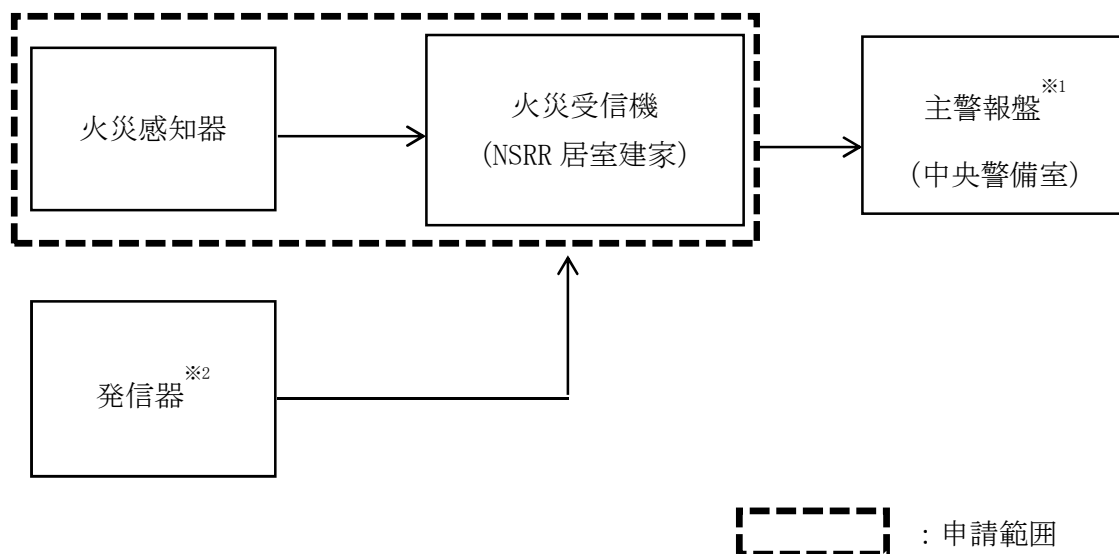 火災感知器
火災受信機
(NSRR 居室建家)
主警報盤※1
(中央警備室)
発信器※2
：申請範囲